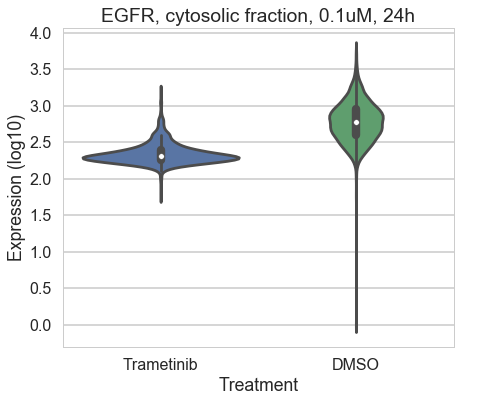 EGFR, cytosolic fraction, 0.1uM, 24h
4.0
3.5
3.0
2.5
2.0
1.5
1.0
0.5
0.0
Expression (log10)
Trametinib
DMSO
Treatment